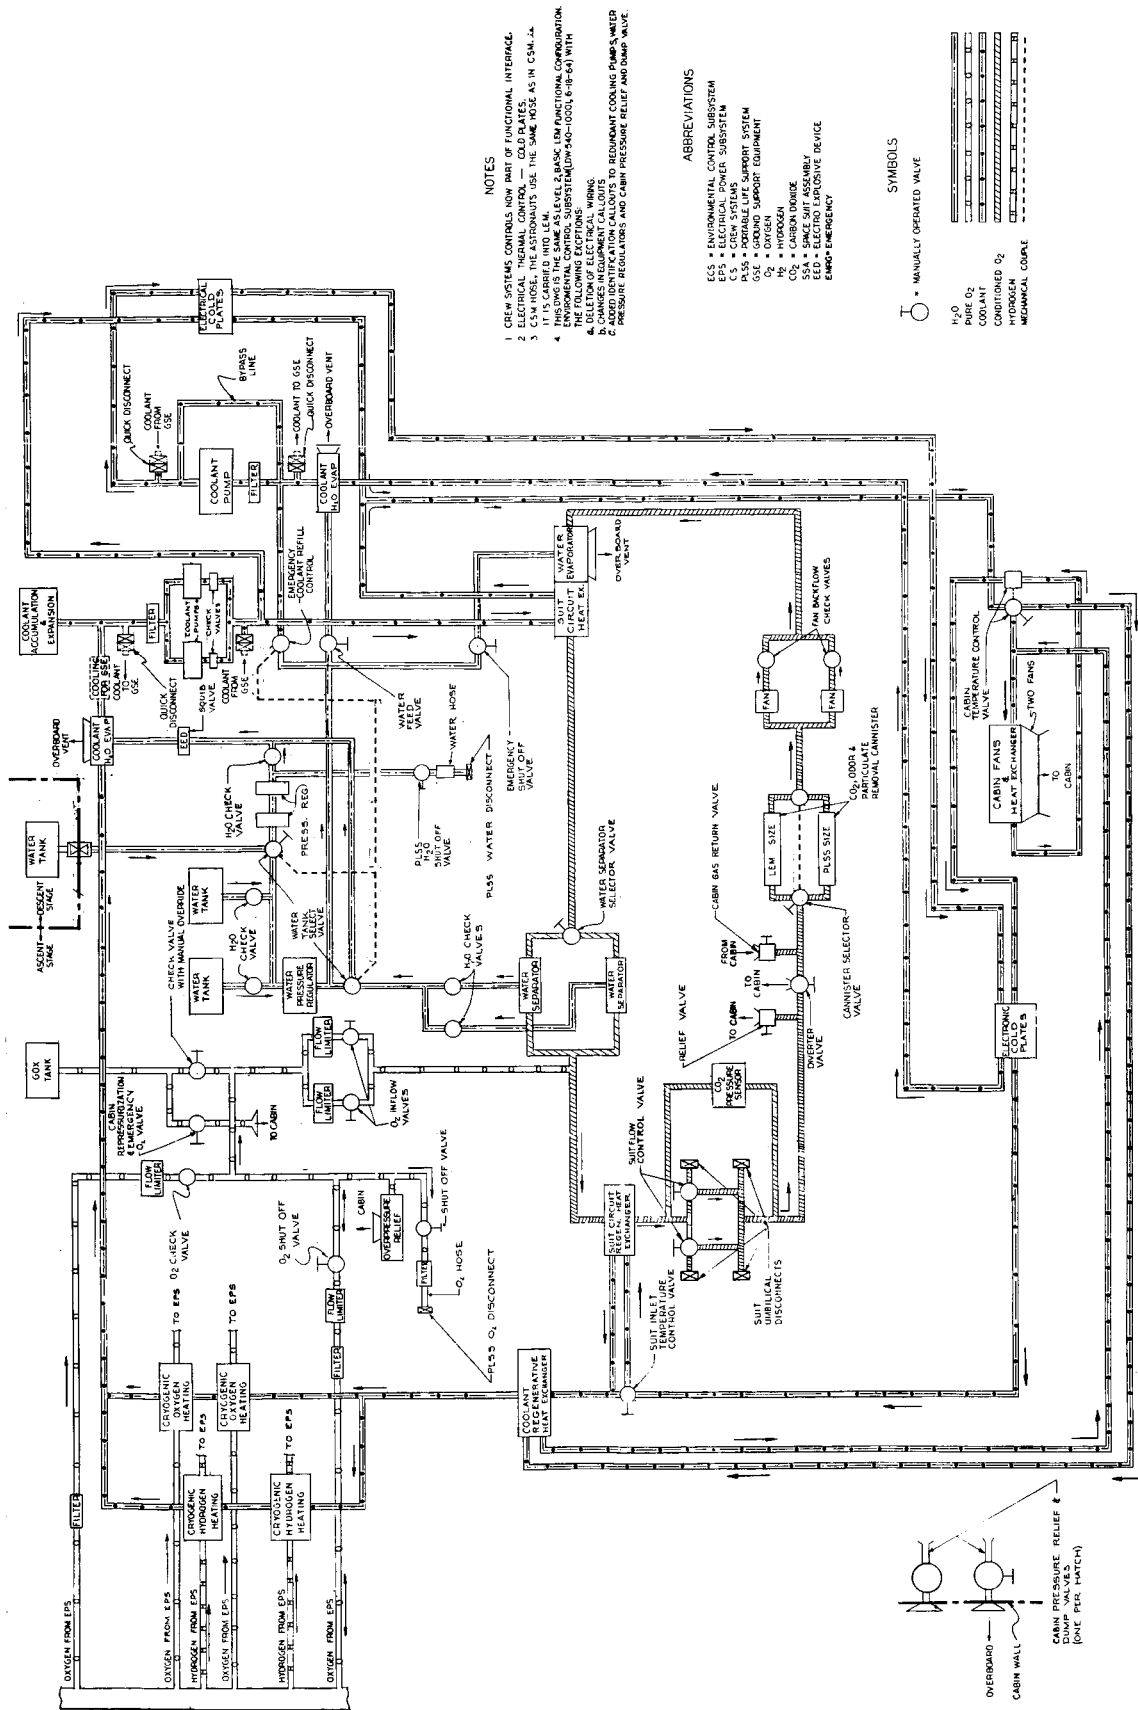 OXYGEN FROM EPS
FILTER
OXYGEN FROM EPS
HYDROGEN FROM EPS
OXYGEN FROM EPS
HYDROGEN FROM EPS
OXYGEN FROM EPS
CRYOGENIC
OXYGEN
HEATING
TO EPS
CRYOGENIC
HYDROGEN
HEATING
TO EPS
CRYOGENIC
OXYGEN
HEATING
TO EPS
CRYOGENIC
HYDROGEN
HEATING
TO EPS
FILTER
FLOW
LIMITER
O2 SHUT OFF
VALVE
FLOW
LIMITER
O2 CHECK
VALVE
CABIN
REPRESSURIZATION
& EMERGENCY
O2 VALVE
TO CABIN
CABIN
OVERPRESSURE
RELIEF
SHUT OFF VALVE
FILTER
O2 HOSE
PLSS O2 DISCONNECT
GOX
TANK
CHECK VALVE
WITH MANUAL OVERRIDE
FLOW
LIMITER
FLOW
LIMITER
O2 INFLOW
VALVES
ASCENT
STAGE
DESCENT
STAGE
WATER
TANK
WATER
TANK
WATER
TANK
H2O
CHECK
VALVE
WATER
PRESSURE
REGULATOR
WATER
TANK
SELECT
VALVE
H2O CHECK
VALVE
PRESS. REG.
PLSS
H2O
SHUT OFF
VALVE
WATER HOSE
PLSS WATER DISCONNECT
H2O CHECK
VALVES
OVERBOARD
VENT
COOLANT
H2O EVAP
EED
SQUIB
VALVE
COOLING
FOR GSE
COOLANT
TO
GSE
QUICK
DISCONNECT
COOLANT
ACCUMULATION
& EXPANSION
FILTER
COOLANT
PUMPS
CHECK
VALVES
COOLANT
FROM
GSE
EMERGENCY
COOLANT REFILL
CONTROL
WATER
FEED
VALVE
EMERGENCY
SHUT OFF
VALVE
QUICK DISCONNECT
COOLANT
FROM
GSE
COOLANT
PUMP
FILTER
BYPASS
LINE
COOLANT TO GSE
QUICK DISCONNECT
COOLANT
H2O EVAP
OVERBOARD VENT
ELECTRICAL
COLD
PLATES
SUIT
CIRCUIT
HEAT EX.
WATER
EVAPORATOR
OVERBOARD
VENT
WATER
SEPARATOR
WATER
SEPARATOR
WATER SEPARATOR
SELECTOR VALVE
COOLANT
REGENERATIVE
HEAT EXCHANGER
SUIT CIRCUIT
REGEN. HEAT
EXCHANGER
SUIT INLET
TEMPERATURE
CONTROL VALVE
SUIT FLOW
CONTROL VALVE
SUIT
UMBILICAL
DISCONNECTS
CO2
PRESSURE
SENSOR
RELIEF VALVE
TO CABIN
TO
CABIN
DIVERTER
VALVE
FROM
CABIN
CABIN GAS RETURN VALVE
CANNISTER SELECTOR
VALVE
LEM SIZE
PLSS SIZE
CO2, ODOR &
PARTICULATE
REMOVAL CANNISTER
FAN
FAN
FAN BACKFLOW
CHECK VALVES
ELECTRONIC
COLD
PLATES
CABIN FANS
&
HEAT EXCHANGER
TWO FANS
TO
CABIN
CABIN
TEMPERATURE CONTROL
VALVE
OVERBOARD
CABIN WALL
CABIN PRESSURE RELIEF &
DUMP VALVES
(ONE PER HATCH)
NOTES
1 CREW SYSTEMS CONTROLS NOW PART OF FUNCTIONAL INTERFACE.
2 ELECTRICAL THERMAL CONTROL — COLD PLATES.
3 CSM HOSE, THE ASTRONAUTS USE THE SAME HOSE AS IN CSM.
IT IS CARRIED INTO LEM.
4 THIS DWG IS THE SAME AS LEVEL 2, BASIC LEM FUNCTIONAL CONFIGURATION,
ENVIROMENTAL CONTROL SUBSYSTEM (LDW 540-10001, 6-18-64) WITH
THE FOLLOWING EXCEPTIONS:
a. DELETION OF ELECTRICAL WIRING.
b. CHANGES IN EQUIPMENT CALLOUTS
c. ADDED IDENTIFICATION CALLOUTS TO REDUNDANT COOLING PUMPS, WATER
PRESSURE REGULATORS AND CABIN PRESSURE RELIEF AND DUMP VALVE.
ABBREVIATIONS
ECS = ENVIRONMENTAL CONTROL SUBSYSTEM
EPS = ELECTRICAL POWER SUBSYSTEM
CS = CREW SYSTEMS
PLSS = PORTABLE LIFE SUPPORT SYSTEM
GSE = GROUND SUPPORT EQUIPMENT
O2 = OXYGEN
H2 = HYDROGEN
CO2 = CARBON DIOXIDE
SSA = SPACE SUIT ASSEMBLY
EED = ELECTRO EXPLOSIVE DEVICE
EMRG = EMERGENCY
SYMBOLS
= MANUALLY OPERATED VALVE
H2O
PURE O2
COOLANT
CONDITIONED O2
HYDROGEN
MECHANICAL COUPLE